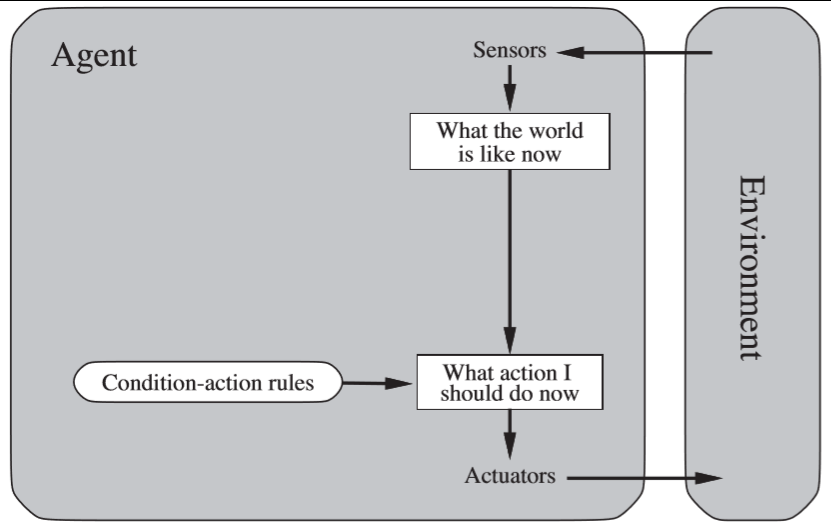 Agent
Sensors
What the world
is like now
Environment
Condition-action rules
What action I
should do now
Actuators